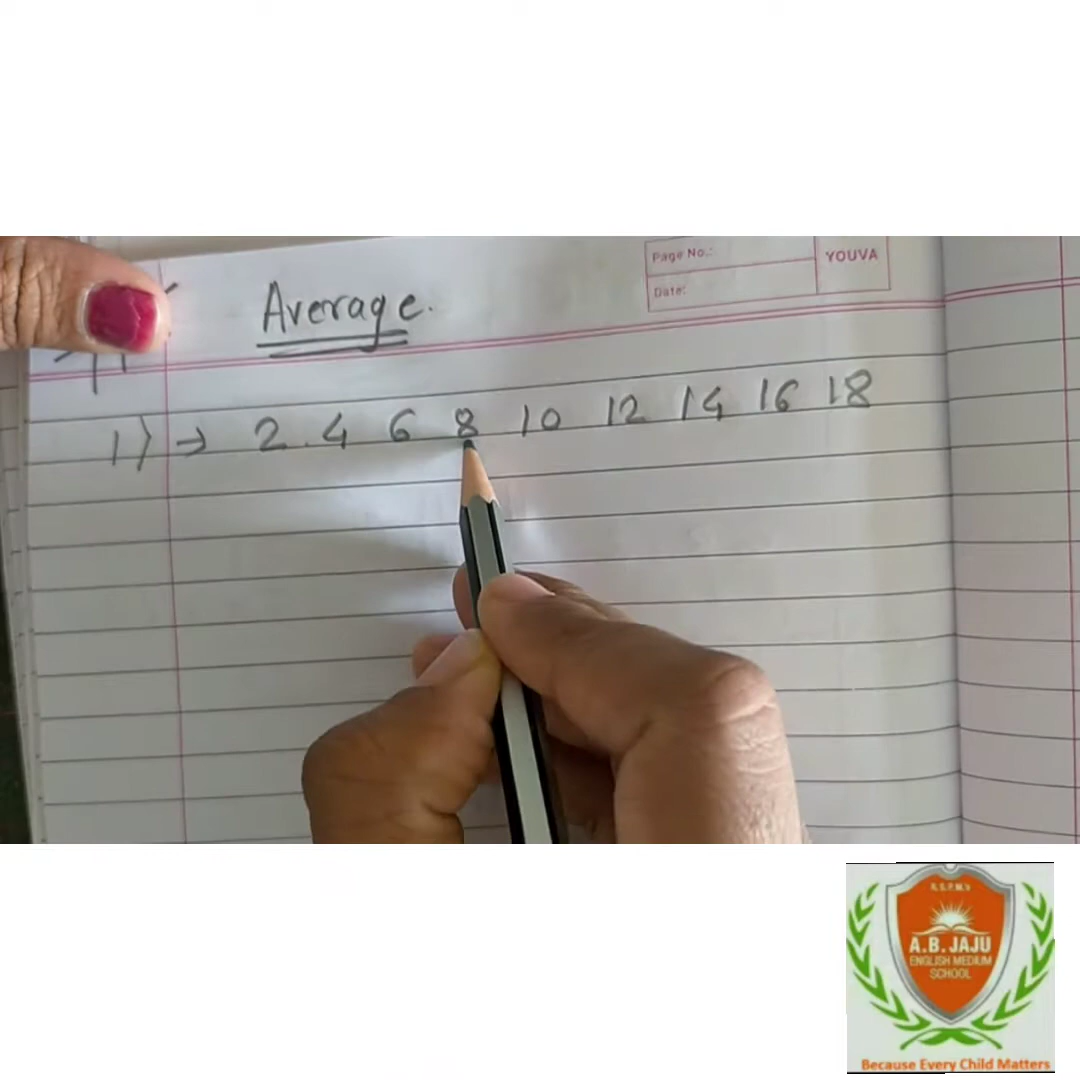 Page No.:
YOUVA
Date:
Average.
1) → 2 . 4 6 8 10 12 14 16 18
R.S.P.M.'s
A.B. JAJU
ENGLISH MEDIUM
SCHOOL
Because Every Child Matters